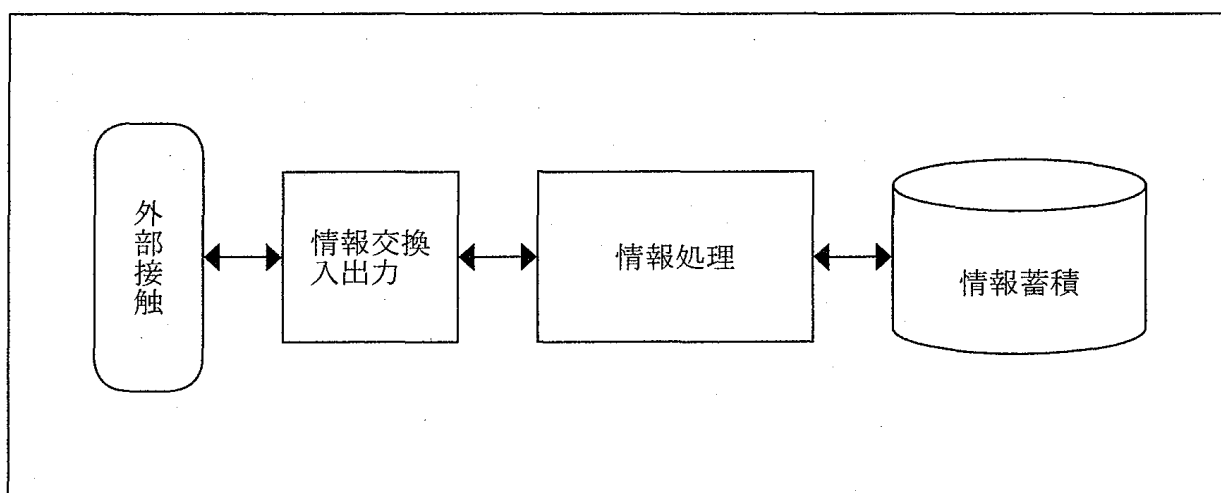 外部接触
情報交換
入出力
情報処理
情報蓄積